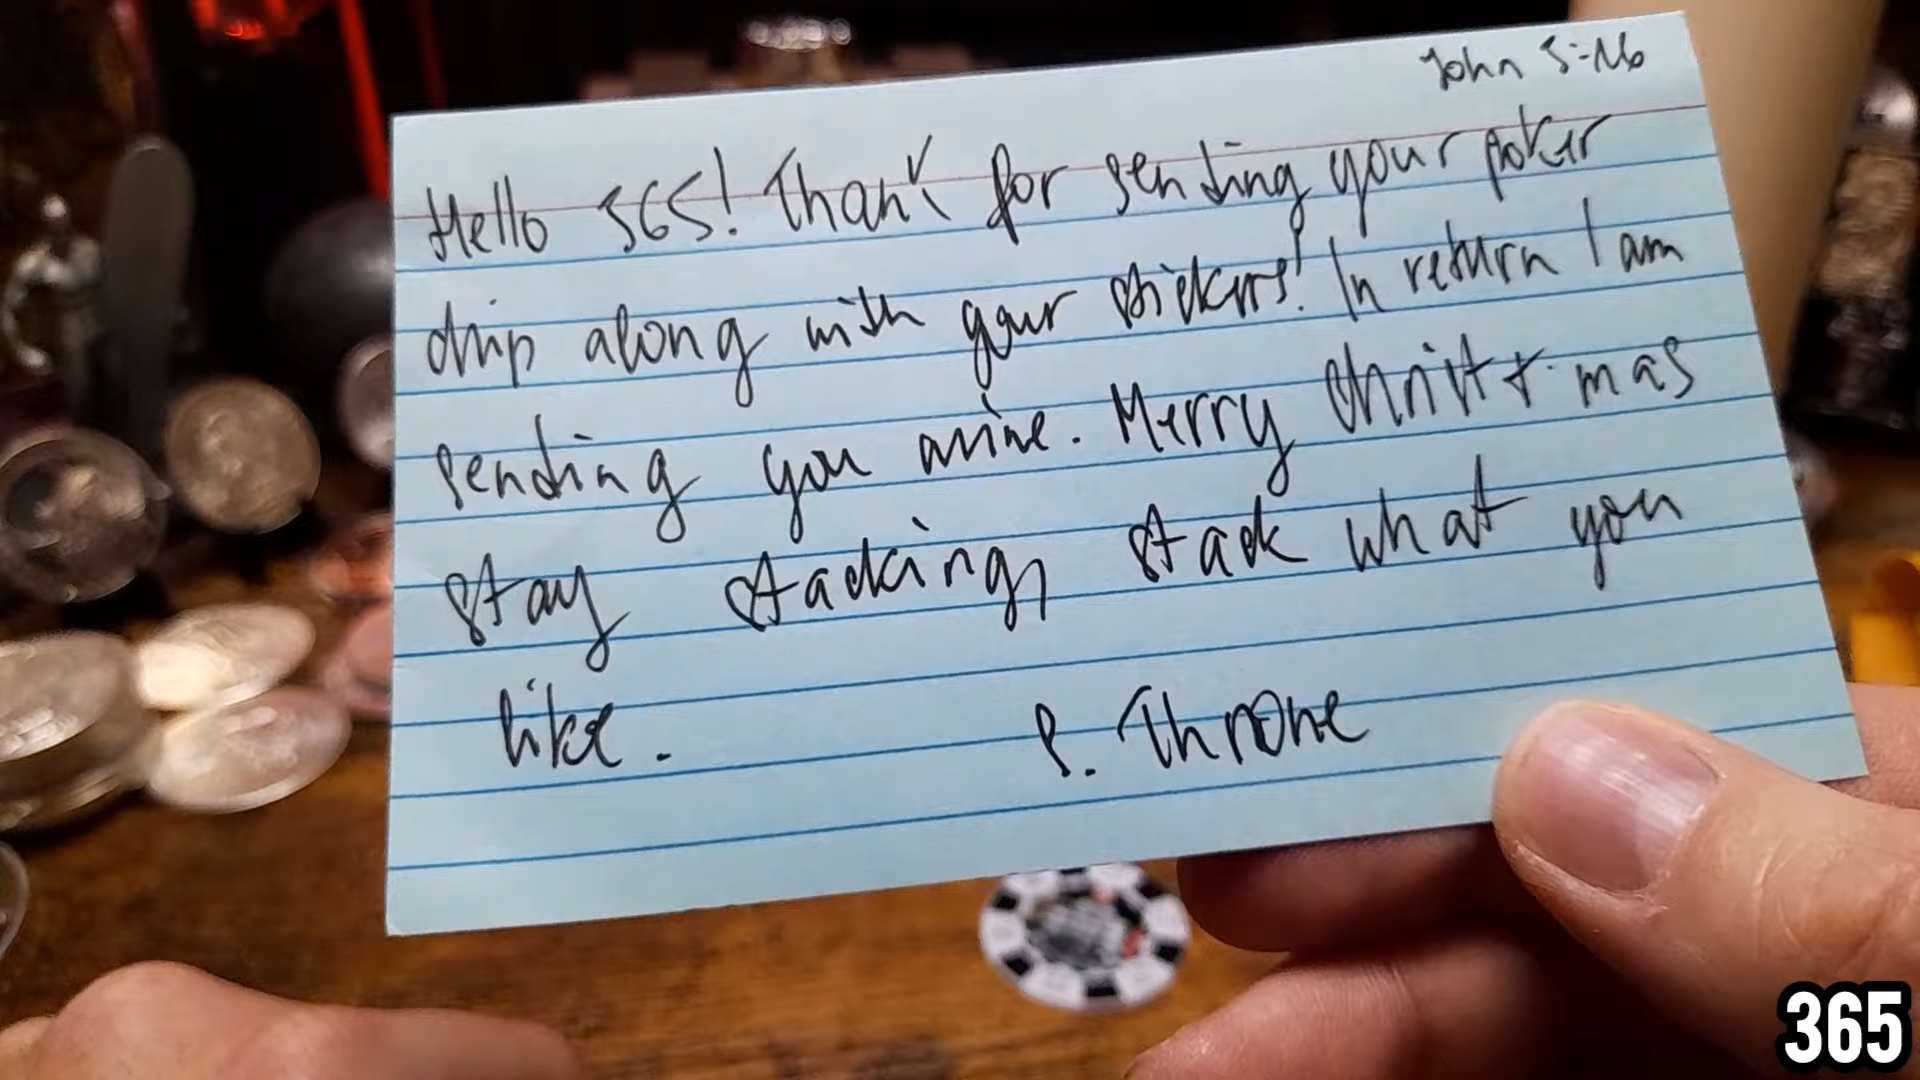 John 3:16
Hello 365! Thank for sending your poker
chip along with your stickers! In return I am
sending you mine. Merry Christ+mas
stay stacking, stack what you
like. S. Throne
365